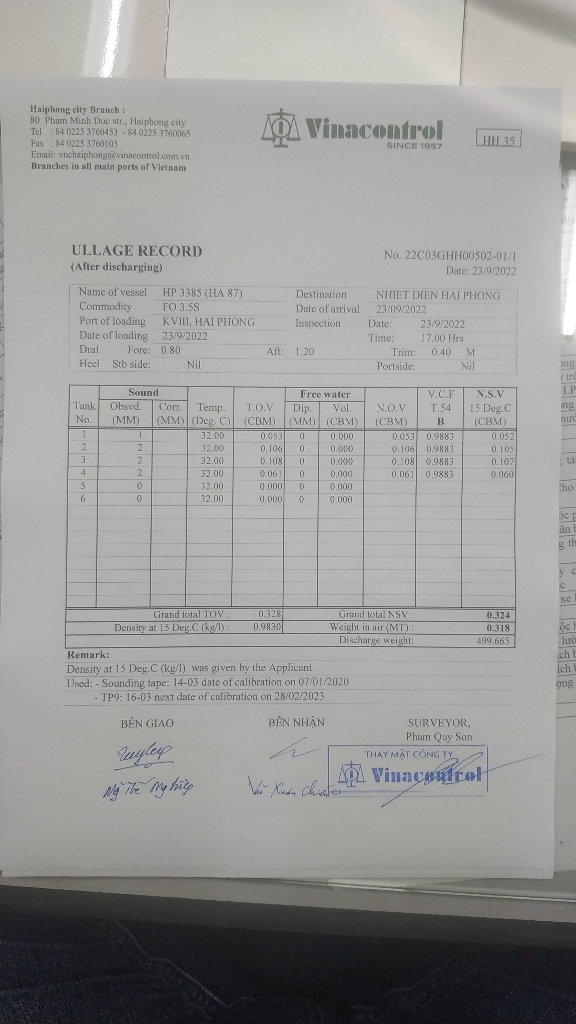 Haiphong city Branch :
80 Pham Minh Duc str., Haiphong city
Tel : 84 0225 3760453 - 84 0225 3760065
Fax : 84 0225 3760103
Email: vnchaiphong@vinacontrol.com.vn
Branches in all main ports of Vietnam
Vinacontrol
SINCE 1957
HH 35
ULLAGE RECORD
(After discharging)
No. 22C03GHH00502-01/1
Date: 23/9/2022
Name of vessel HP 3385 (HA 87) Destination NHIET DIEN HAI PHONG
Commodity FO 3.5S Date of arrival 23/09/2022
Port of loading KVIII, HAI PHONG Inspection Date: 23/9/2022
Date of loading 23/9/2022 Time: 17.00 Hrs
Draf Fore: 0.80 Aft: 1.20 Trim: 0.40 M
Heel Stb side: Nil Portside: Nil
Sound Free water V.C.F N.S.V
Tank Obsvd. Corr. Temp. T.O.V Dip. Vol. N.O.V T.54 15 Deg.C
No. (MM) (MM) (Deg. C) (CBM) (MM) (CBM) (CBM) B (CBM)
1 1 32.00 0.053 0 0.000 0.053 0.9883 0.052
2 2 32.00 0.106 0 0.000 0.106 0.9883 0.105
3 2 32.00 0.108 0 0.000 0.108 0.9883 0.107
4 2 32.00 0.061 0 0.000 0.061 0.9883 0.060
5 0 32.00 0.000 0 0.000
6 0 32.00 0.000 0 0.000
Grand total TOV : 0.328 Grand total NSV : 0.324
Density at 15 Deg.C (kg/l) : 0.9830 Weight in air (MT) : 0.318
Discharge weight: 499.665
Remark:
Density at 15 Deg.C (kg/l) was given by the Applicant.
Used: - Sounding tape: 14-03 date of calibration on 07/01/2020
- TP9: 16-03 next date of calibration on 28/02/2023
BÊN GIAO BÊN NHẬN SURVEYOR,
Pham Quy Son
THAY MẶT CÔNG TY
Vinacontrol
Ng Thế Nghiệp
Vũ Xuân